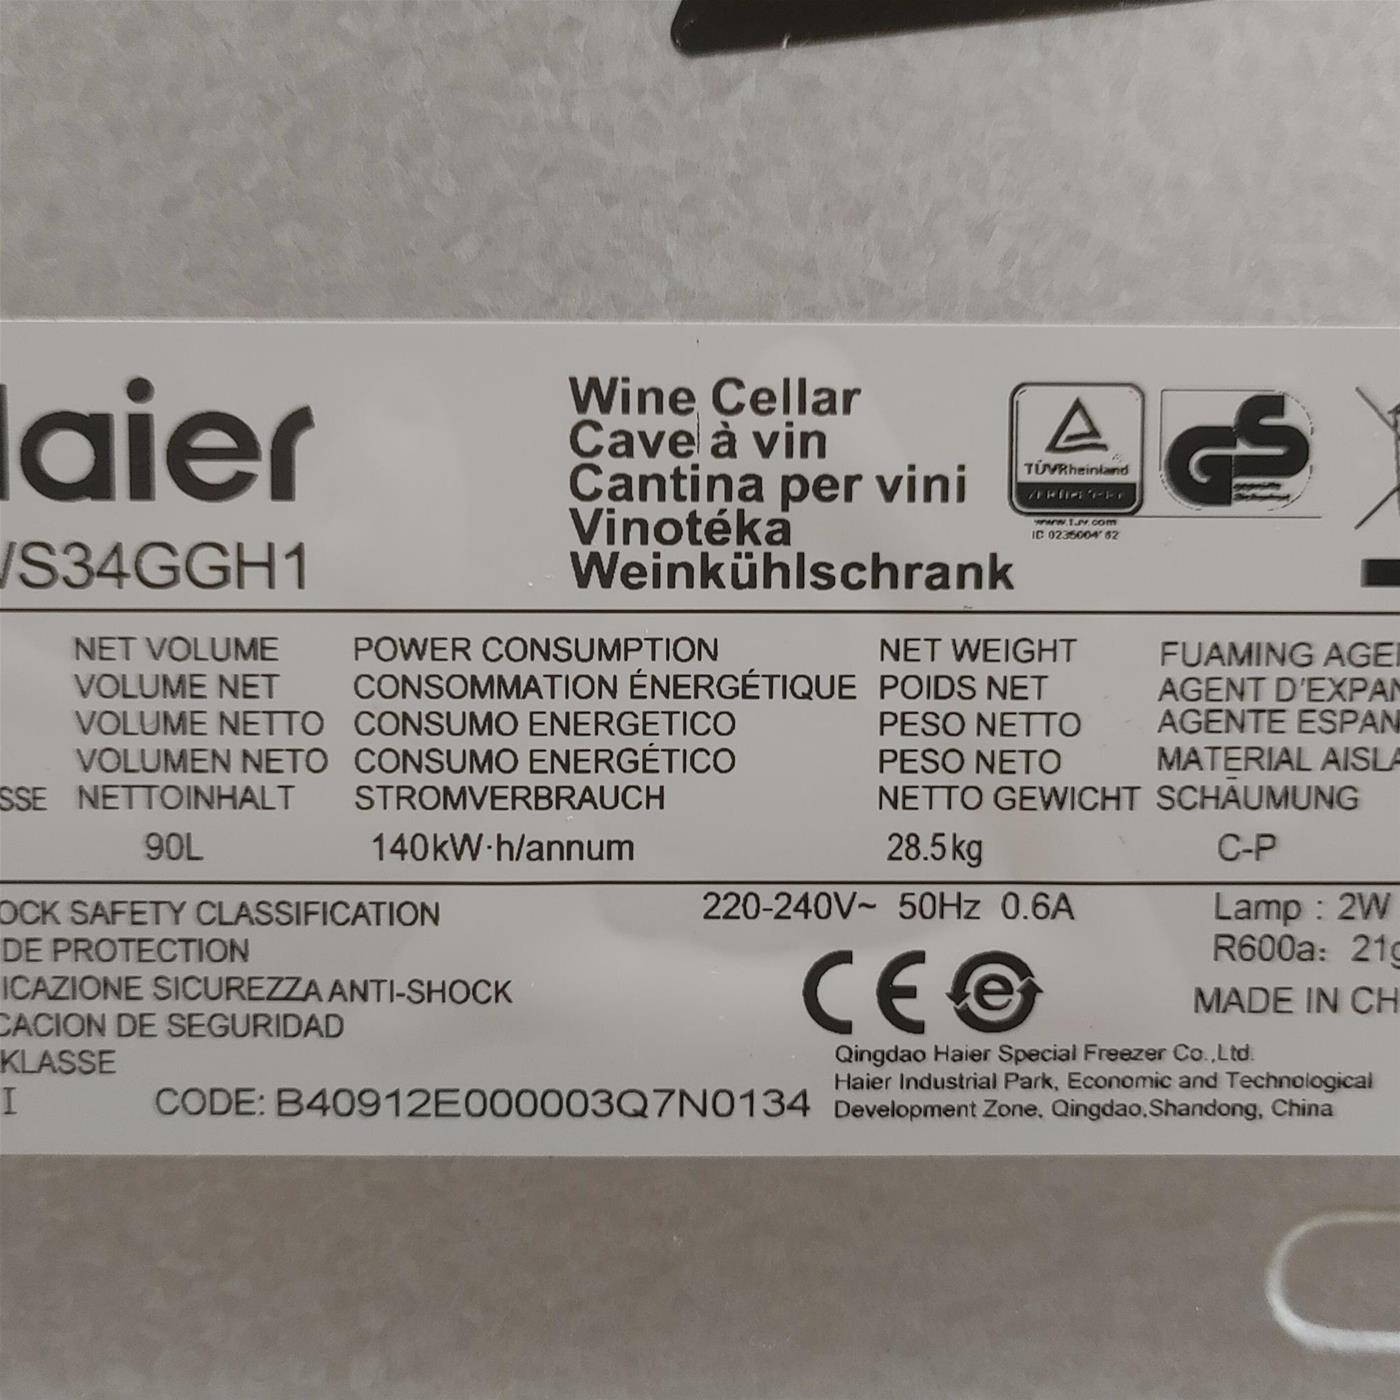 Haier
WS34GGH1
Wine Cellar
Cave à vin
Cantina per vini
Vinotéka
Weinkühlschrank
TÜVRheinland
www.tuv.com
GS
geprüfte
Sicherheit
NET VOLUME POWER CONSUMPTION NET WEIGHT FUAMING AGE
VOLUME NET CONSOMMATION ÉNERGÉTIQUE POIDS NET AGENT D'EXPAN
VOLUME NETTO CONSUMO ENERGETICO PESO NETTO AGENTE ESPAN
VOLUMEN NETO CONSUMO ENERGÉTICO PESO NETO MATERIAL AISLA
SSE NETTOINHALT STROMVERBRAUCH NETTO GEWICHT SCHÄUMUNG
90L 140kW·h/annum 28.5kg C-P
OCK SAFETY CLASSIFICATION 220-240V~ 50Hz 0.6A Lamp : 2W
DE PROTECTION R600a: 21g
ICAZIONE SICUREZZA ANTI-SHOCK CE e MADE IN CH
CACION DE SEGURIDAD
KLASSE Qingdao Haier Special Freezer Co.,Ltd.
I CODE: B40912E000003Q7N0134 Haier Industrial Park, Economic and Technological
Development Zone, Qingdao,Shandong, China